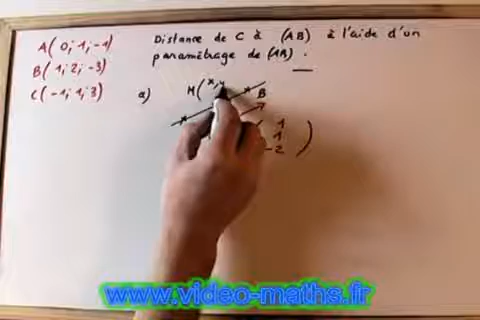 Distance de C à (AB) à l'aide d'un
paramétrage de (AB).
A(0; 1; -1)
B(1; 2; -3)
C(-1; 1; 3)
a) M(x, y
B
1
1
-2
www.video-maths.fr